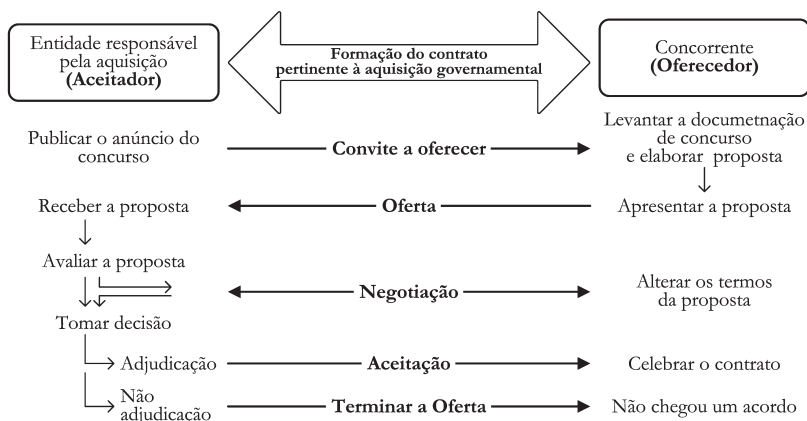 Entidade responsável
pela aquisição
(Aceitador)
Formação do contrato
pertinente à aquisição governamental
Concorrente
(Oferecedor)
Publicar o anúncio do
concurso
Convite a oferecer
Levantar a documetnação
de concurso
e elaborar proposta
Receber a proposta
Oferta
Apresentar a proposta
Avaliar a proposta
Negotiação
Alterar os termos
da proposta
Tomar decisão
Adjudicação
Aceitação
Celebrar o contrato
Não
adjudicacão
Terminar a Oferta
Não chegou um acordo